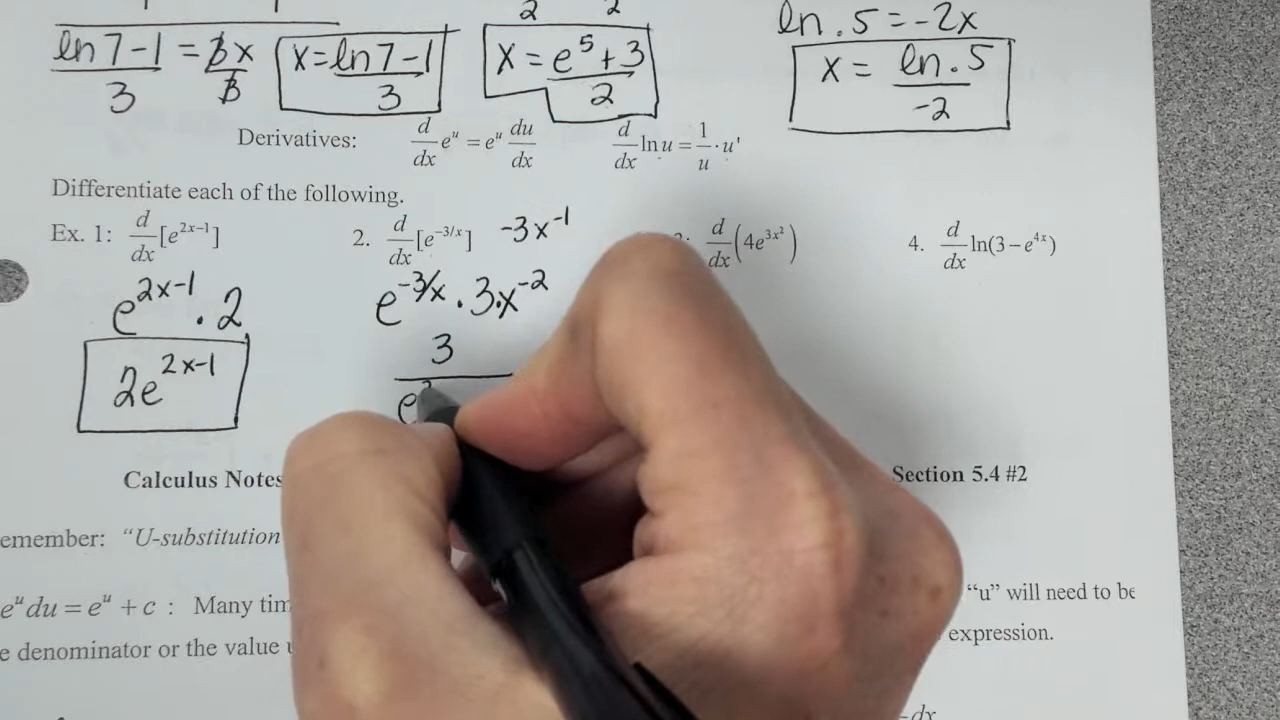 2 2 ln .5 = -2x
ln 7 - 1 = 3x x = ln 7 - 1 x = e^5 + 3 x = ln .5
3 3 3 2 -2
Derivatives: d/dx e^u = e^u du/dx d/dx ln u = 1/u · u'
Differentiate each of the following.
Ex. 1: d/dx [e^{2x-1}] 2. d/dx [e^{-3/x}] -3x^{-1} d/dx (4e^{3x^2}) 4. d/dx ln(3 - e^{4x})
e^{2x-1} · 2 e^{-3/x} · 3·x^{-2}
2e^{2x-1} 3
e
Calculus Notes Section 5.4 #2
emember: "U-substitution
e^u du = e^u + c : Many tim "u" will need to be
e denominator or the value expression.
dx